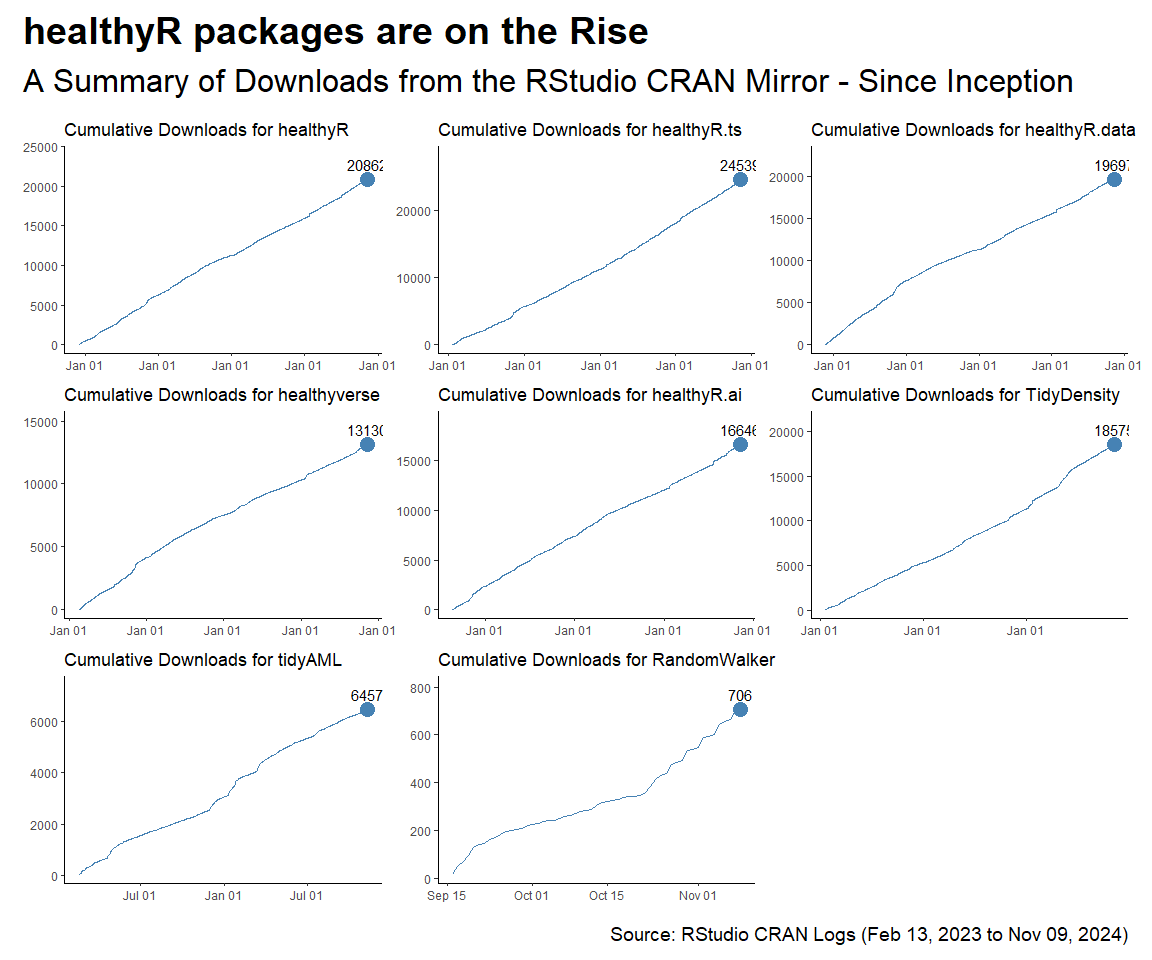 healthyR packages are on the Rise
A Summary of Downloads from the RStudio CRAN Mirror - Since Inception
Cumulative Downloads for healthyR
25000
20000
15000
10000
5000
0
20862
Jan 01 Jan 01 Jan 01 Jan 01 Jan 01
Cumulative Downloads for healthyR.ts
20000
10000
0
24539
Jan 01 Jan 01 Jan 01 Jan 01 Jan 01
Cumulative Downloads for healthyR.data
20000
15000
10000
5000
0
19697
Jan 01 Jan 01 Jan 01 Jan 01 Jan 01
Cumulative Downloads for healthyverse
15000
10000
5000
0
13130
Jan 01 Jan 01 Jan 01 Jan 01 Jan 01
Cumulative Downloads for healthyR.ai
15000
10000
5000
0
16646
Jan 01 Jan 01 Jan 01 Jan 01
Cumulative Downloads for TidyDensity
20000
15000
10000
5000
0
18575
Jan 01 Jan 01 Jan 01
Cumulative Downloads for tidyAML
6000
4000
2000
0
6457
Jul 01 Jan 01 Jul 01
Cumulative Downloads for RandomWalker
800
600
400
200
0
706
Sep 15 Oct 01 Oct 15 Nov 01
Source: RStudio CRAN Logs (Feb 13, 2023 to Nov 09, 2024)